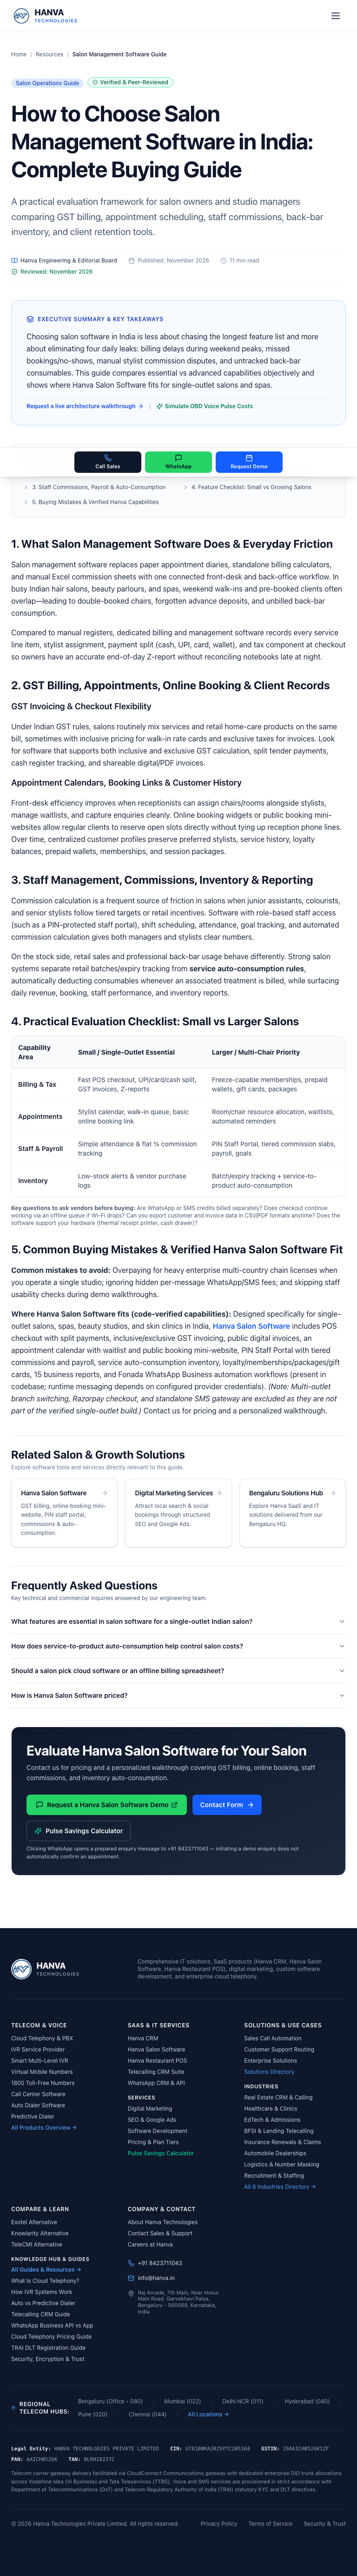 HANVA
TECHNOLOGIES
Home / Resources / Salon Management Software Guide
Salon Operations Guide
Verified & Peer-Reviewed
How to Choose Salon
Management Software in India:
Complete Buying Guide
A practical evaluation framework for salon owners and studio managers
comparing GST billing, appointment scheduling, staff commissions, back-bar
inventory, and client retention tools.
Hanva Engineering & Editorial Board
Published: November 2026
11 min read
Reviewed: November 2026
EXECUTIVE SUMMARY & KEY TAKEAWAYS
Choosing salon software in India is less about chasing the longest feature list and more
about eliminating four daily leaks: billing delays during weekend peaks, missed
bookings/no-shows, manual stylist commission disputes, and untracked back-bar
consumables. This guide compares essential vs advanced capabilities objectively and
shows where Hanva Salon Software fits for single-outlet salons and spas.
Request a live architecture walkthrough →
| Simulate OBD Voice Pulse Costs
Call Sales
WhatsApp
Request Demo
3. Staff Commissions, Payroll & Auto-Consumption
4. Feature Checklist: Small vs Growing Salons
5. Buying Mistakes & Verified Hanva Capabilities
1. What Salon Management Software Does & Everyday Friction
Salon management software replaces paper appointment diaries, standalone billing calculators,
and manual Excel commission sheets with one connected front-desk and back-office workflow. In
busy Indian hair salons, beauty parlours, and spas, weekend walk-ins and pre-booked clients often
overlap—leading to double-booked chairs, forgotten advance deposits, and unbilled back-bar
consumption.
Compared to manual registers, dedicated billing and management software records every service
line item, stylist assignment, payment split (cash, UPI, card, wallet), and tax component at checkout
so owners have an accurate end-of-day Z-report without reconciling notebooks late at night.
2. GST Billing, Appointments, Online Booking & Client Records
GST Invoicing & Checkout Flexibility
Under Indian GST rules, salons routinely mix services and retail home-care products on the same
bill, sometimes with inclusive pricing for walk-in rate cards and exclusive taxes for invoices. Look
for software that supports both inclusive and exclusive GST calculation, split tender payments,
cash register tracking, and shareable digital/PDF invoices.
Appointment Calendars, Booking Links & Customer History
Front-desk efficiency improves when receptionists can assign chairs/rooms alongside stylists,
manage waitlists, and capture enquiries cleanly. Online booking widgets or public booking mini-
websites allow regular clients to reserve open slots directly without tying up reception phone lines.
Over time, centralized customer profiles preserve preferred stylists, service history, loyalty
balances, prepaid wallets, memberships, and session packages.
3. Staff Management, Commissions, Inventory & Reporting
Commission calculation is a frequent source of friction in salons when junior assistants, colourists,
and senior stylists follow tiered targets or retail incentives. Software with role-based staff access
(such as a PIN-protected staff portal), shift scheduling, attendance, goal tracking, and automated
commission calculation gives both managers and stylists clear numbers.
On the stock side, retail sales and professional back-bar usage behave differently. Strong salon
systems separate retail batches/expiry tracking from service auto-consumption rules,
automatically deducting consumables whenever an associated treatment is billed, while surfacing
daily revenue, booking, staff performance, and inventory reports.
4. Practical Evaluation Checklist: Small vs Larger Salons
Capability
Area
Small / Single-Outlet Essential
Larger / Multi-Chair Priority
Billing & Tax
Fast POS checkout, UPI/card/cash split,
GST invoices, Z-reports
Freeze-capable memberships, prepaid
wallets, gift cards, packages
Appointments
Stylist calendar, walk-in queue, basic
online booking link
Room/chair resource allocation, waitlists,
automated reminders
Staff & Payroll
Simple attendance & flat % commission
tracking
PIN Staff Portal, tiered commission slabs,
payroll, goals
Inventory
Low-stock alerts & vendor purchase
logs
Batch/expiry tracking + service-to-
product auto-consumption
Key questions to ask vendors before buying: Are WhatsApp or SMS credits billed separately? Does checkout continue
working via an offline queue if Wi-Fi drops? Can you export customer and invoice data in CSV/PDF formats anytime? Does the
software support your hardware (thermal receipt printer, cash drawer)?
5. Common Buying Mistakes & Verified Hanva Salon Software Fit
Common mistakes to avoid: Overpaying for heavy enterprise multi-country chain licenses when
you operate a single studio; ignoring hidden per-message WhatsApp/SMS fees; and skipping staff
usability checks during demo walkthroughs.
Where Hanva Salon Software fits (code-verified capabilities): Designed specifically for single-
outlet salons, spas, beauty studios, and skin clinics in India, Hanva Salon Software includes POS
checkout with split payments, inclusive/exclusive GST invoicing, public digital invoices, an
appointment calendar with waitlist and public booking mini-website, PIN Staff Portal with tiered
commissions and payroll, service auto-consumption inventory, loyalty/memberships/packages/gift
cards, 15 business reports, and Fonada WhatsApp Business automation workflows (present in
codebase; runtime messaging depends on configured provider credentials). (Note: Multi-outlet
branch switching, Razorpay checkout, and standalone SMS gateway are excluded as they are not
part of the verified single-outlet build.) Contact us for pricing and a personalized walkthrough.
Related Salon & Growth Solutions
Explore software tools and services directly relevant to this guide.
Hanva Salon Software →
GST billing, online booking mini-
website, PIN staff portal,
commissions & auto-
consumption.
Digital Marketing Services →
Attract local search & social
bookings through structured
SEO and Google Ads.
Bengaluru Solutions Hub →
Explore Hanva SaaS and IT
solutions delivered from our
Bengaluru HQ.
Frequently Asked Questions
Key technical and commercial inquiries answered by our engineering team.
What features are essential in salon software for a single-outlet Indian salon?
How does service-to-product auto-consumption help control salon costs?
Should a salon pick cloud software or an offline billing spreadsheet?
How is Hanva Salon Software priced?
Evaluate Hanva Salon Software for Your Salon
Contact us for pricing and a personalized walkthrough covering GST billing, online booking, staff
commissions, and inventory auto-consumption.
Request a Hanva Salon Software Demo
Contact Form →
Pulse Savings Calculator
Clicking WhatsApp opens a prepared enquiry message to +91 8423711043 — initiating a demo enquiry does not
automatically confirm an appointment.
HANVA
TECHNOLOGIES
Comprehensive IT solutions, SaaS products (Hanva CRM, Hanva Salon
Software, Hanva Restaurant POS), digital marketing, custom software
development, and enterprise cloud telephony.
TELECOM & VOICE
Cloud Telephony & PBX
IVR Service Provider
Smart Multi-Level IVR
Virtual Mobile Numbers
1800 Toll-Free Numbers
Call Center Software
Auto Dialer Software
Predictive Dialer
All Products Overview →
SAAS & IT SERVICES
Hanva CRM
Hanva Salon Software
Hanva Restaurant POS
Telecalling CRM Suite
WhatsApp CRM & API
SERVICES
Digital Marketing
SEO & Google Ads
Software Development
Pricing & Plan Tiers
Pulse Savings Calculator
SOLUTIONS & USE CASES
Sales Call Automation
Customer Support Routing
Enterprise Solutions
Solutions Directory
INDUSTRIES
Real Estate CRM & Calling
Healthcare & Clinics
EdTech & Admissions
BFSI & Lending Telecalling
Insurance Renewals & Claims
Automobile Dealerships
Logistics & Number Masking
Recruitment & Staffing
All 8 Industries Directory →
COMPARE & LEARN
Exotel Alternative
Knowlarity Alternative
TeleCMI Alternative
KNOWLEDGE HUB & GUIDES
All Guides & Resources →
What Is Cloud Telephony?
How IVR Systems Work
Auto vs Predictive Dialer
Telecalling CRM Guide
WhatsApp Business API vs App
Cloud Telephony Pricing Guide
TRAI DLT Registration Guide
Security, Encryption & Trust
COMPANY & CONTACT
About Hanva Technologies
Contact Sales & Support
Careers at Hanva
+91 8423711043
info@hanva.in
Raj Arcade, 7th Main, Near Hosur
Main Road, Garvebhavi Palya,
Bengaluru - 560068, Karnataka,
India
REGIONAL
TELECOM HUBS:
Bengaluru (Office • 080)
Mumbai (022)
Delhi NCR (011)
Hyderabad (040)
Pune (020)
Chennai (044)
All Locations →
Legal Entity: HANVA TECHNOLOGIES PRIVATE LIMITED CIN: U78100KA2025PTC205168 GSTIN: 29AAICH0526K1ZF
PAN: AAICH0526K TAN: BLRH18237C
Telecom carrier gateway delivery facilitated via CloudConnect Communications gateway with dedicated enterprise DID trunk allocations
across Vodafone Idea (Vi Business) and Tata Teleservices (TTBS). Voice and SMS services are provisioned in strict accordance with
Department of Telecommunications (DoT) and Telecom Regulatory Authority of India (TRAI) statutory KYC and DLT directives.
© 2026 Hanva Technologies Private Limited. All rights reserved.
Privacy Policy
Terms of Service
Security & Trust